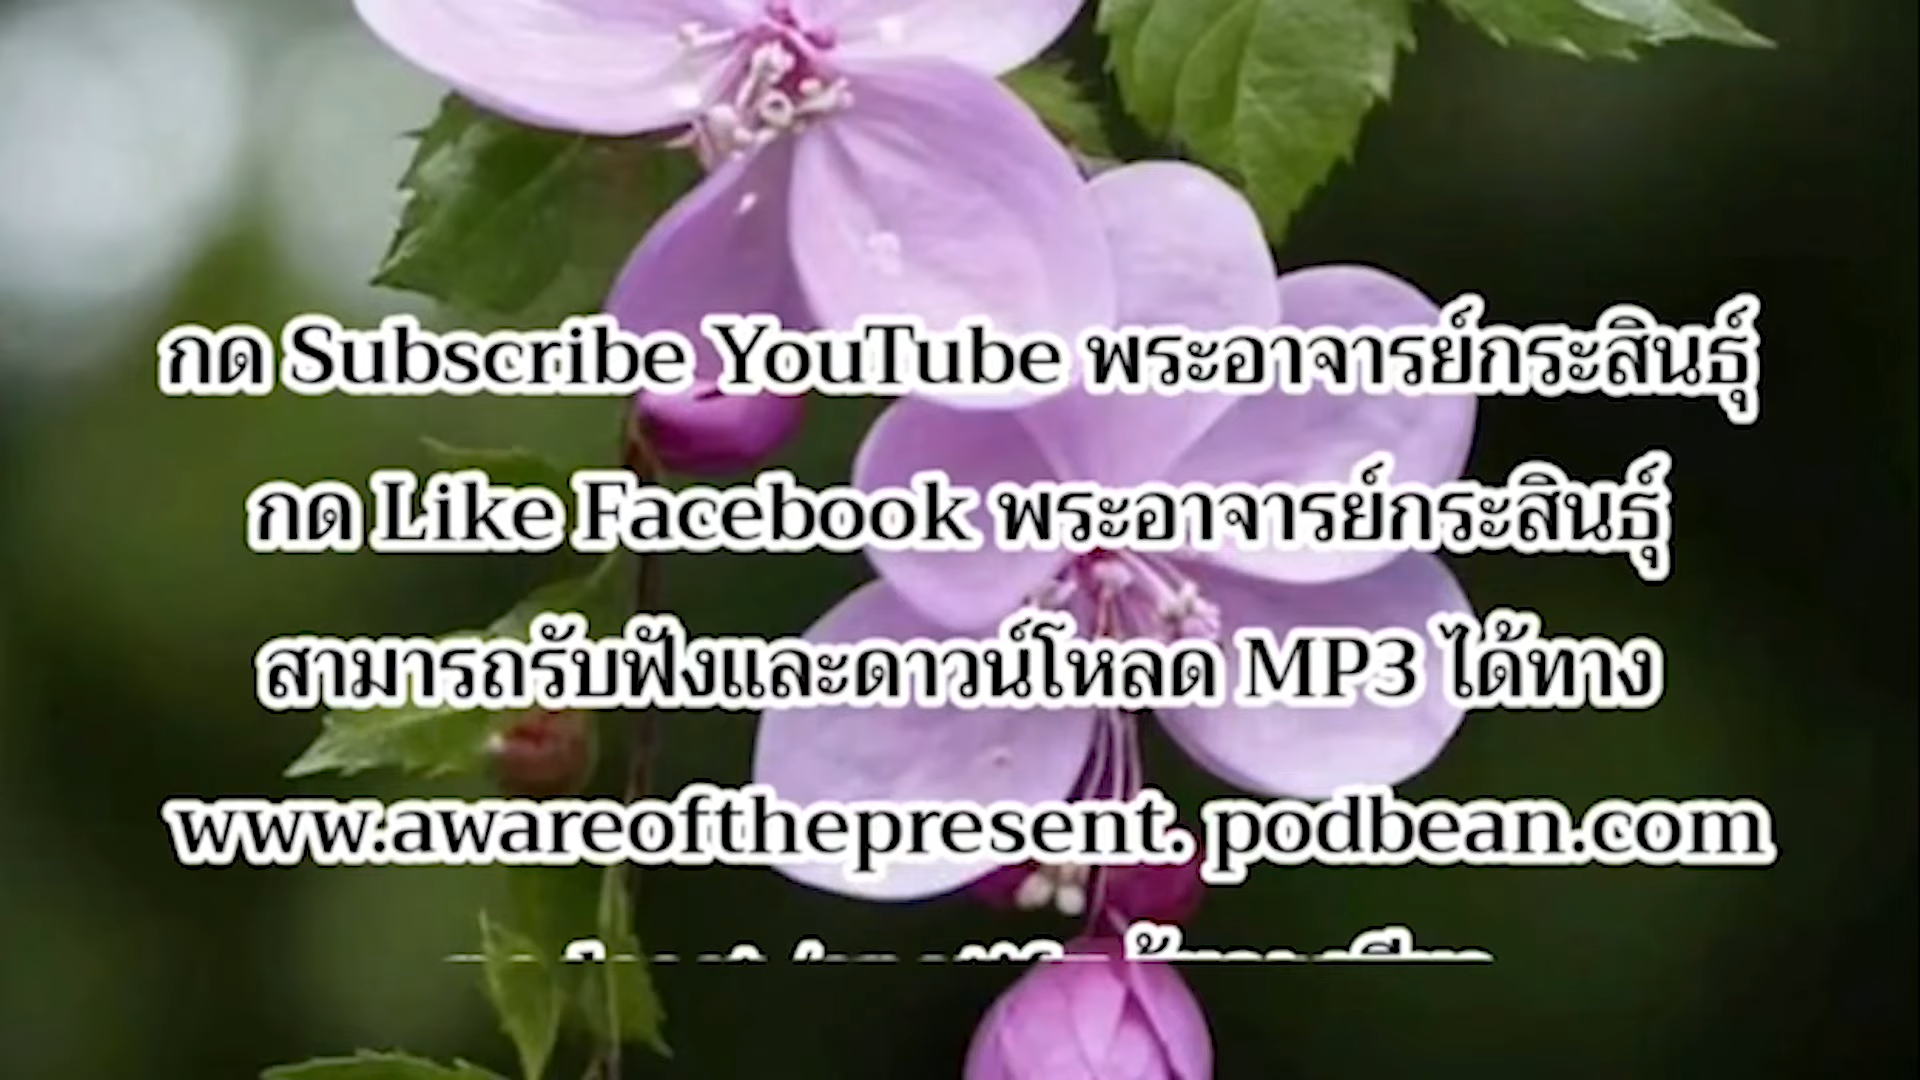 กด Subscribe YouTube พระอาจารย์กระสินธุ์
กด Like Facebook พระอาจารย์กระสินธุ์
สามารถรับฟังและดาวน์โหลด MP3 ได้ทาง
www.awareofthepresent. podbean.com